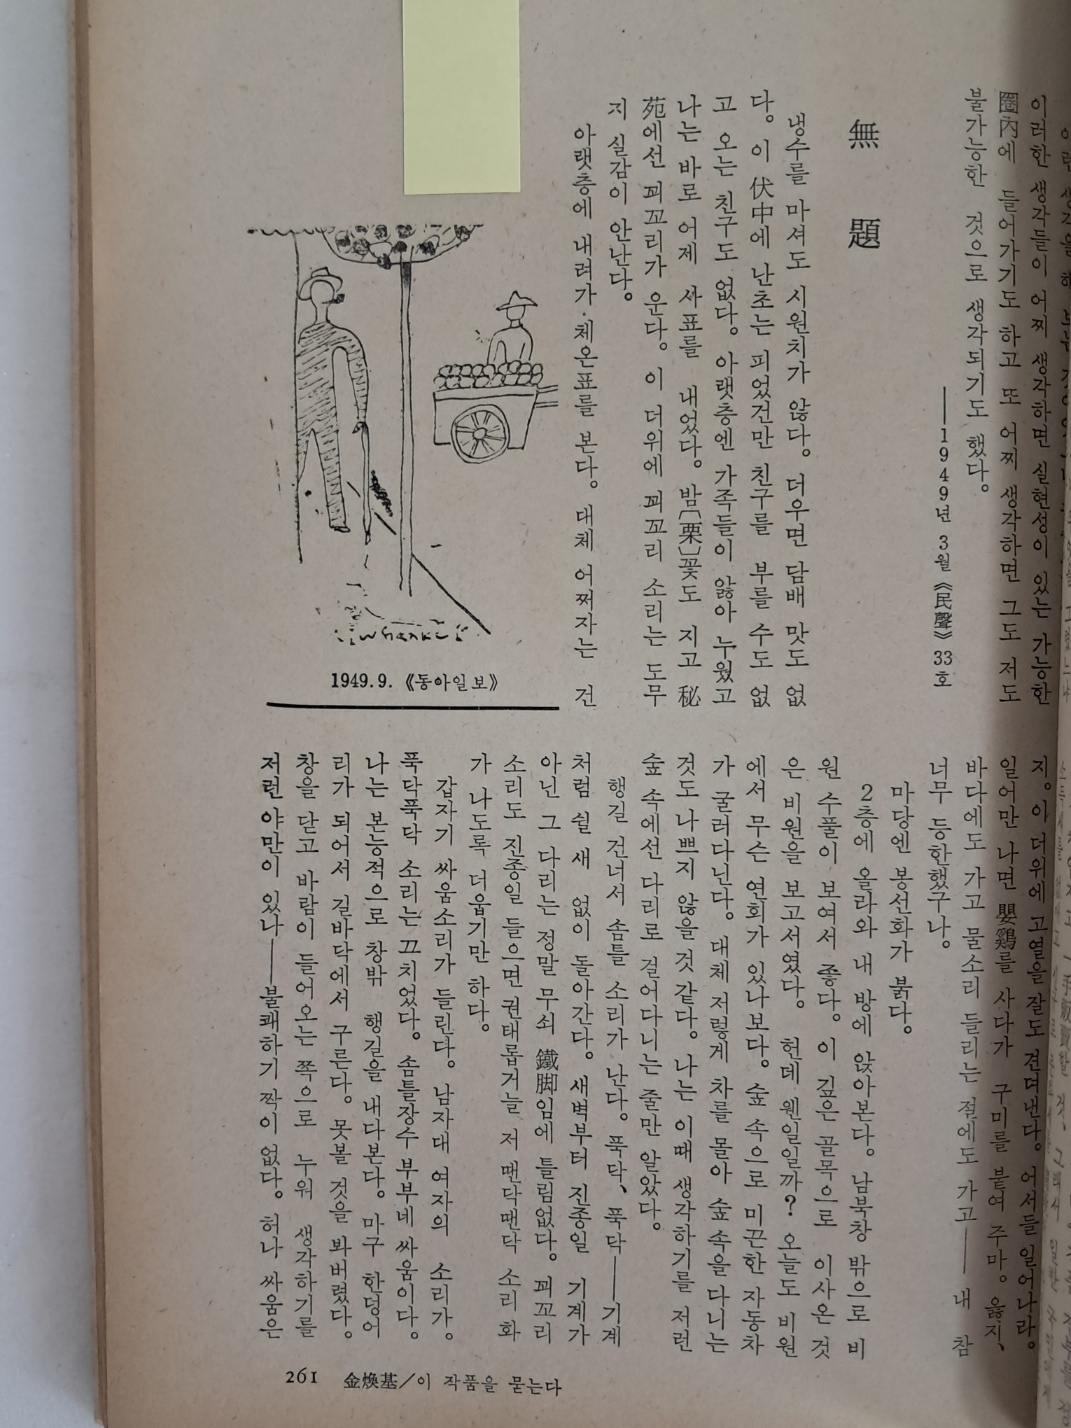 이러한 생각들이 어찌 생각하면 실현성이 있는 가능한
圈內에 들어가기도 하고 또 어찌 생각하면 그도 저도
불가능한 것으로 생각되기도 했다。
──1949년 3월《民聲》33호
無題
냉수를 마셔도 시원치가 않다。더우면 담배 맛도 없
다。이 伏中에 난초는 피었건만 친구를 부를 수도 없
고 오는 친구도 없다。아랫층엔 가족들이 앓아 누웠고
나는 바로 어제 사표를 내었다。밤〔栗〕꽃도 지고 秘
苑에선 꾀꼬리가 운다。이 더위에 꾀꼬리 소리는 도무
지 실감이 안난다。
아랫층에 내려가 체온표를 본다。대체 어쩌자는 건
whanki
1949.9.《동아일보》
지。이 더위에 고열을 잘도 견뎌낸다。어서들 일어나라。
일어만 나면 嬰鷄를 사다가 구미를 붙여 주마。옳지、
바다에도 가고 물소리 들리는 절에도 가고──내 참
너무 등한했구나。
마당엔 봉선화가 붉다。
2층에 올라와 내 방에 앉아본다。남북창 밖으로 비
원 수풀이 보여서 좋다。이 깊은 골목으로 이사온 것
은 비원을 보고서였다。헌데 웬일일까? 오늘도 비원
에서 무슨 연회가 있나보다。숲 속으로 미끈한 자동차
가 굴러다닌다。대체 저렇게 차를 몰아 숲 속을 다니는
것도 나쁘지 않을 것 같다。나는 이때 생각하기를 저런
숲 속에선 다리로 걸어다니는 줄만 알았다。
행길 건너서 솜틀 소리가 난다。푹닥、푹닥──기계
처럼 쉴 새 없이 돌아간다。새벽부터 진종일 기계가
아닌 그 다리는 정말 무쇠 鐵脚임에 틀림없다。꾀꼬리
소리도 진종일 들으면 권태롭거늘 저 땐닥땐닥 소리 화
가 나도록 더웁기만 하다。
갑자기 싸움소리가 들린다。남자대 여자의 소리가。
푹닥푹닥 소리는 끄치었다。솜틀장수 부부네 싸움이다。
나는 본능적으로 창밖 행길을 내다본다。마구 한덩어
리가 되어서 길바닥에서 구른다。못볼 것을 봐버렸다。
창을 닫고 바람이 들어오는 쪽으로 누워 생각하기를
저런 야만이 있나──불쾌하기 짝이 없다。허나 싸움은
261 金煥基/이 작품을 묻는다